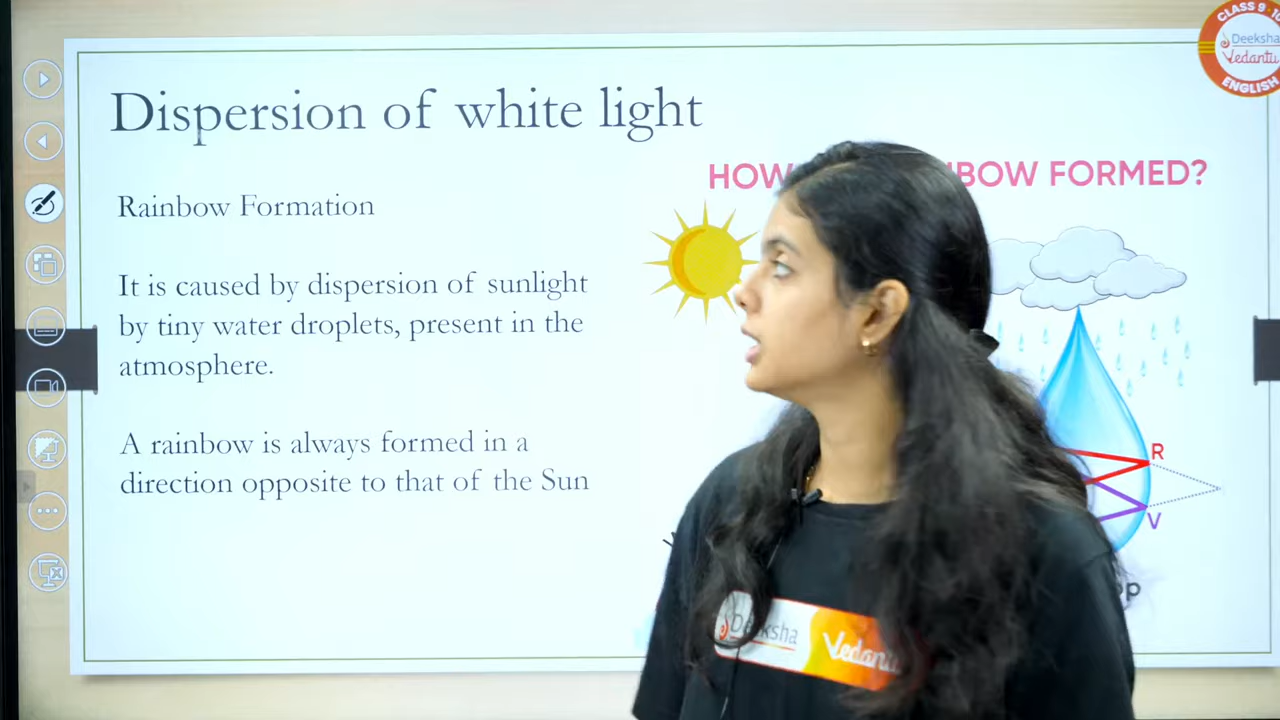 Dispersion of white light
Rainbow Formation
It is caused by dispersion of sunlight
by tiny water droplets, present in the
atmosphere.
A rainbow is always formed in a
direction opposite to that of the Sun
HOW
NBOW FORMED?
R
V
CLASS 9-10
Deeksha
Vedantu
ENGLISH
Deeksha
Vedantu